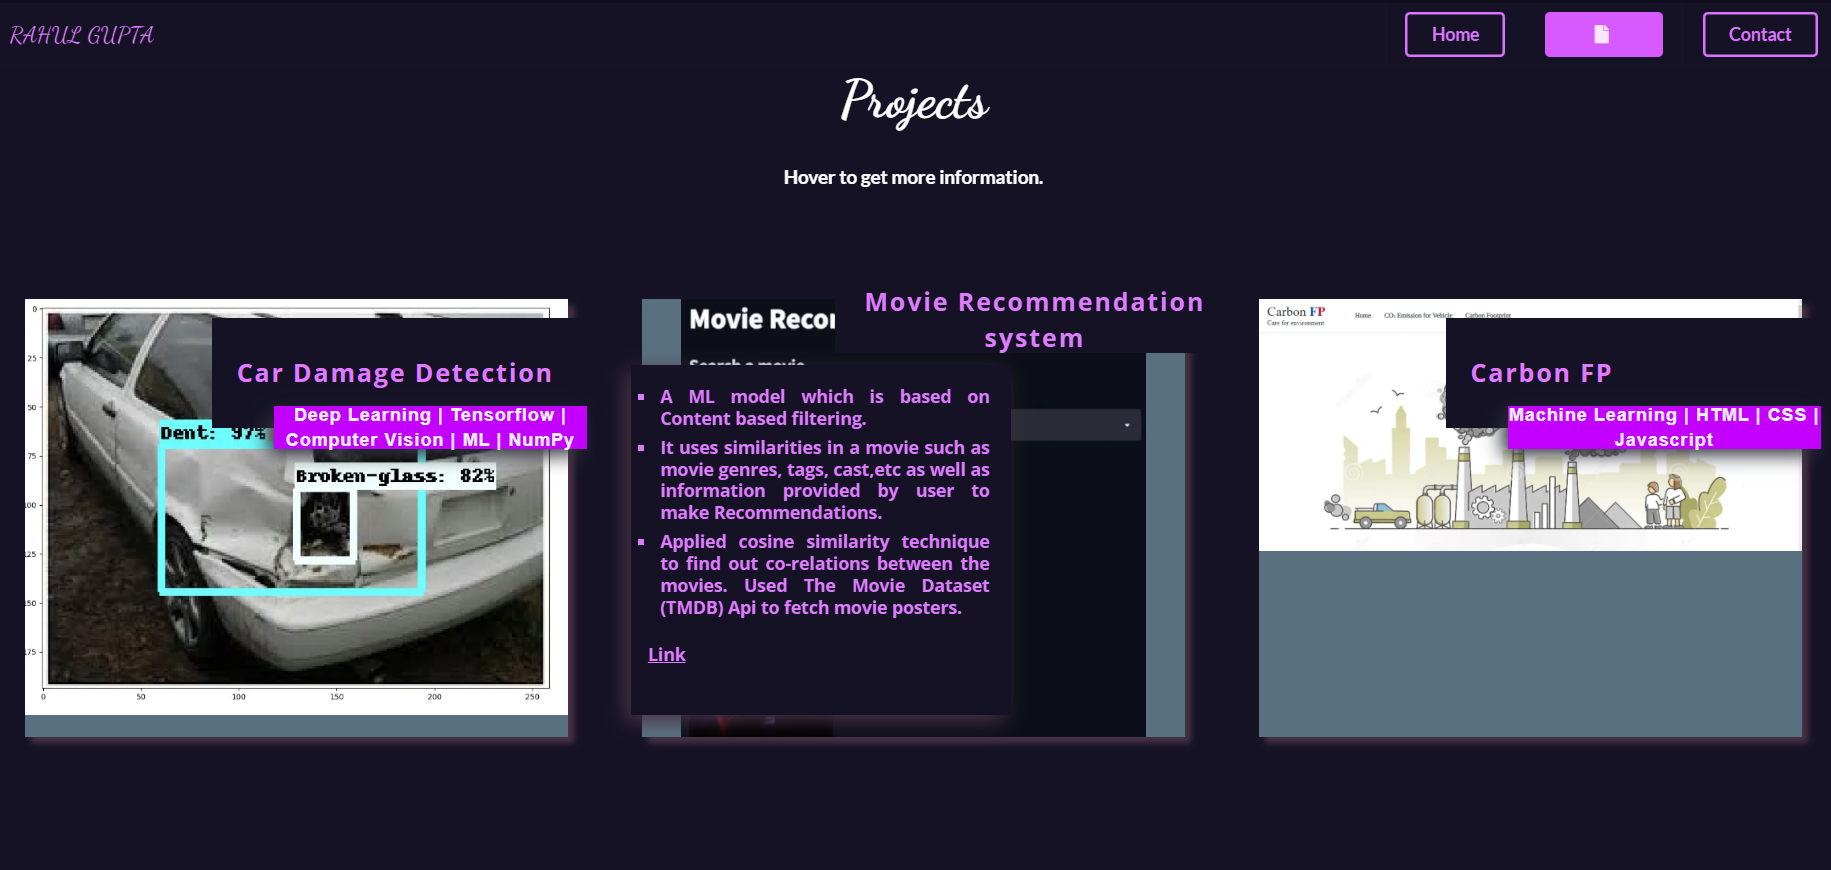 RAHUL GUPTA
Home
Contact
Projects
Hover to get more information.
0
25
50
75
100
125
150
175
0
50
100
150
200
250
Car Damage Detection
Deep Learning | Tensorflow |
Computer Vision | ML | NumPy
Dent: 97%
Broken-glass: 82%
Movie Recommendation
system
Movie Recor
Search a movie
A ML model which is based on
Content based filtering.
It uses similarities in a movie such as
movie genres, tags, cast,etc as well as
information provided by user to
make Recommendations.
Applied cosine similarity technique
to find out co-relations between the
movies. Used The Movie Dataset
(TMDB) Api to fetch movie posters.
Link
Carbon FP
Care for environment
Home
CO₂ Emission for Vehicle
Carbon Footprint
Carbon FP
Machine Learning | HTML | CSS |
Javascript